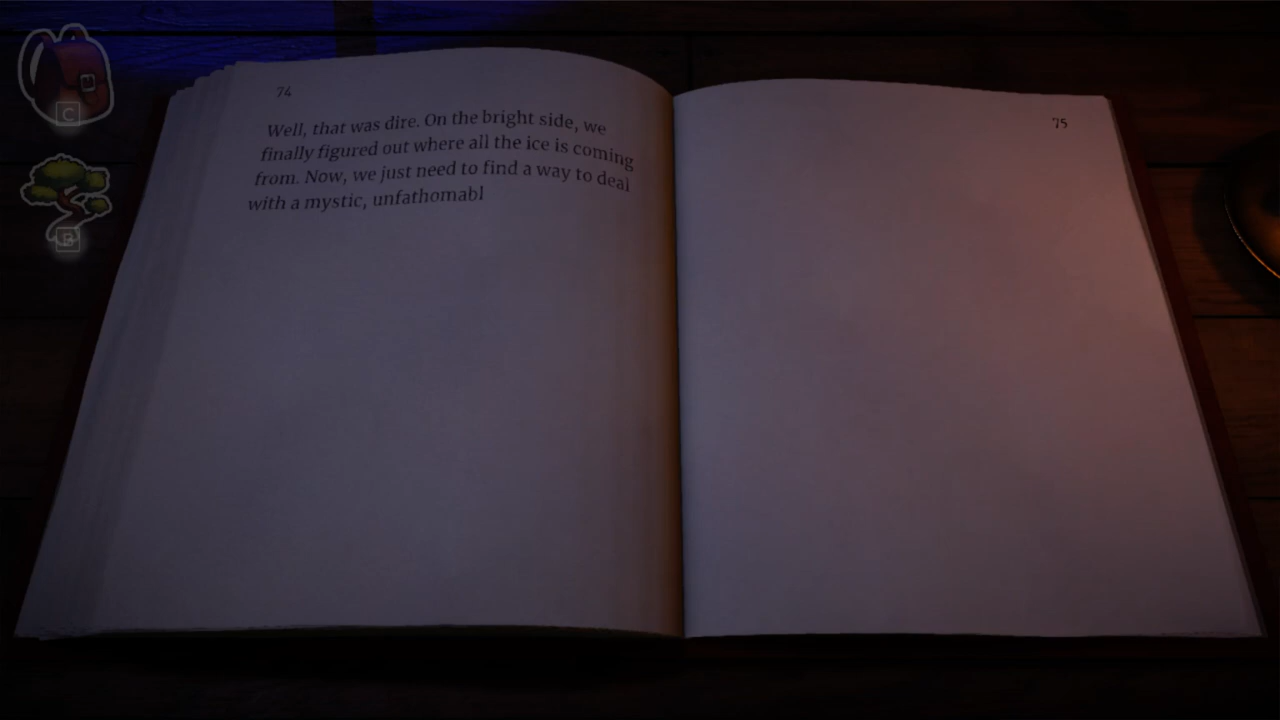 C
B
74
Well, that was dire. On the bright side, we
finally figured out where all the ice is coming
from. Now, we just need to find a way to deal
with a mystic, unfathomabl
75